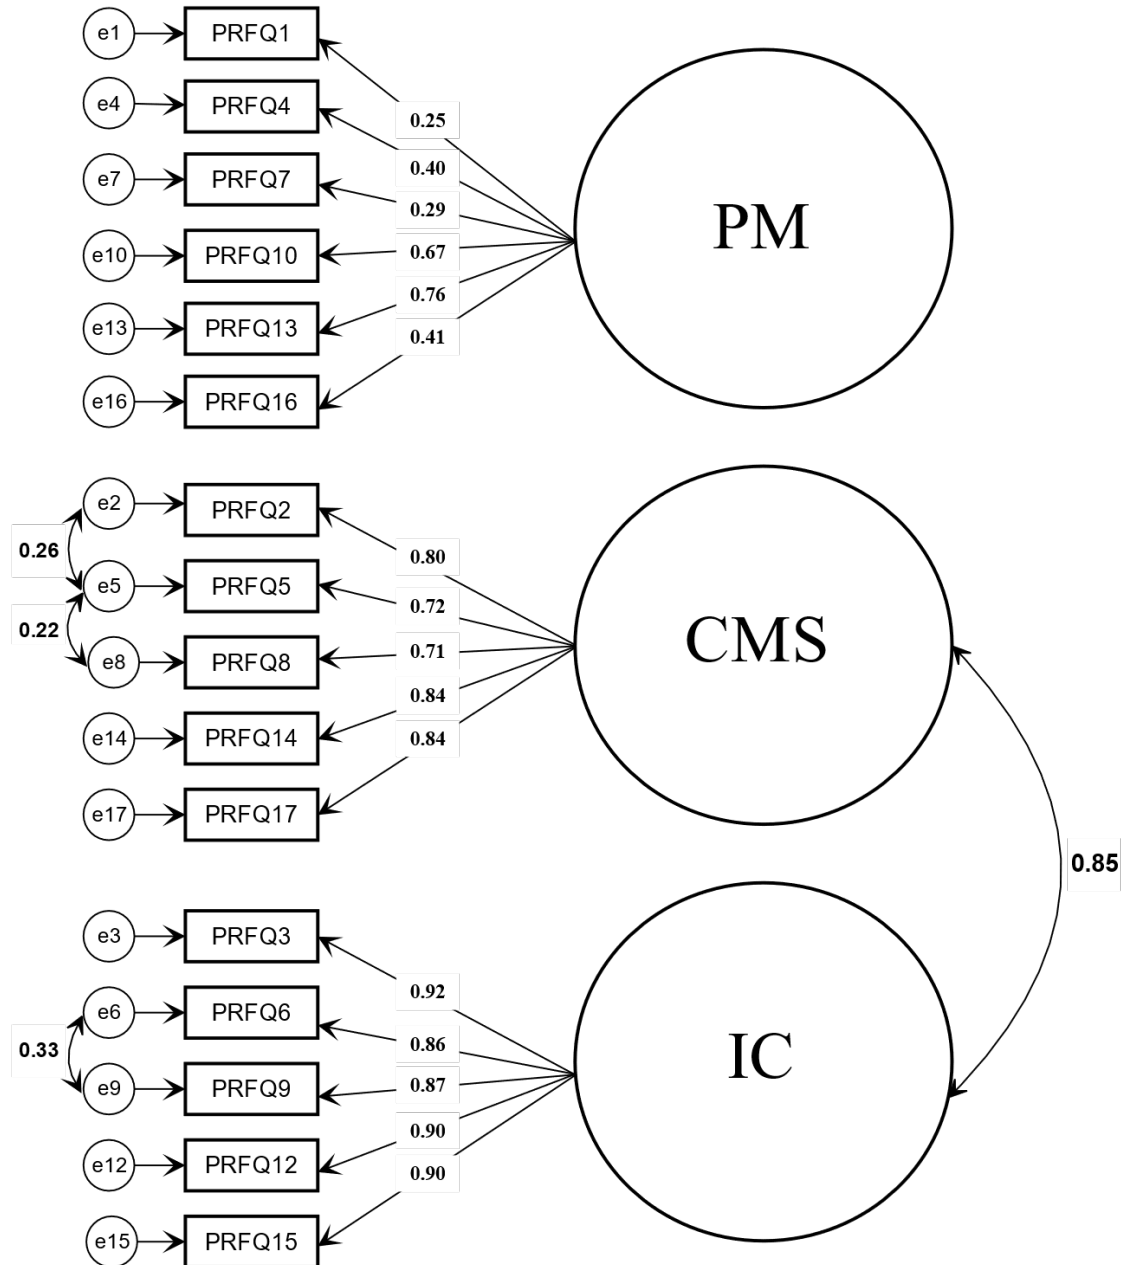 e1 PRFQ1
0.25
e4 PRFQ4
0.40
e7 PRFQ7
0.29
e10 PRFQ10
0.67
e13 PRFQ13
0.76
e16 PRFQ16
0.41
PM
e2 PRFQ2
0.80
0.26
e5 PRFQ5
0.72
0.22
e8 PRFQ8
0.71
e14 PRFQ14
0.84
e17 PRFQ17
0.84
CMS
0.85
e3 PRFQ3
0.92
e6 PRFQ6
0.86
0.33
e9 PRFQ9
0.87
e12 PRFQ12
0.90
e15 PRFQ15
0.90
IC